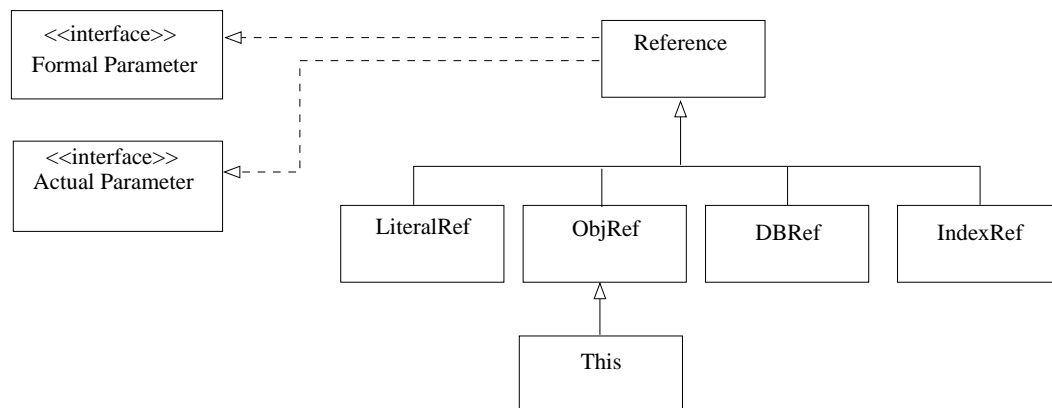 <<interface>>
Formal Parameter
Reference
<<interface>>
Actual Parameter
LiteralRef
ObjRef
DBRef
IndexRef
This